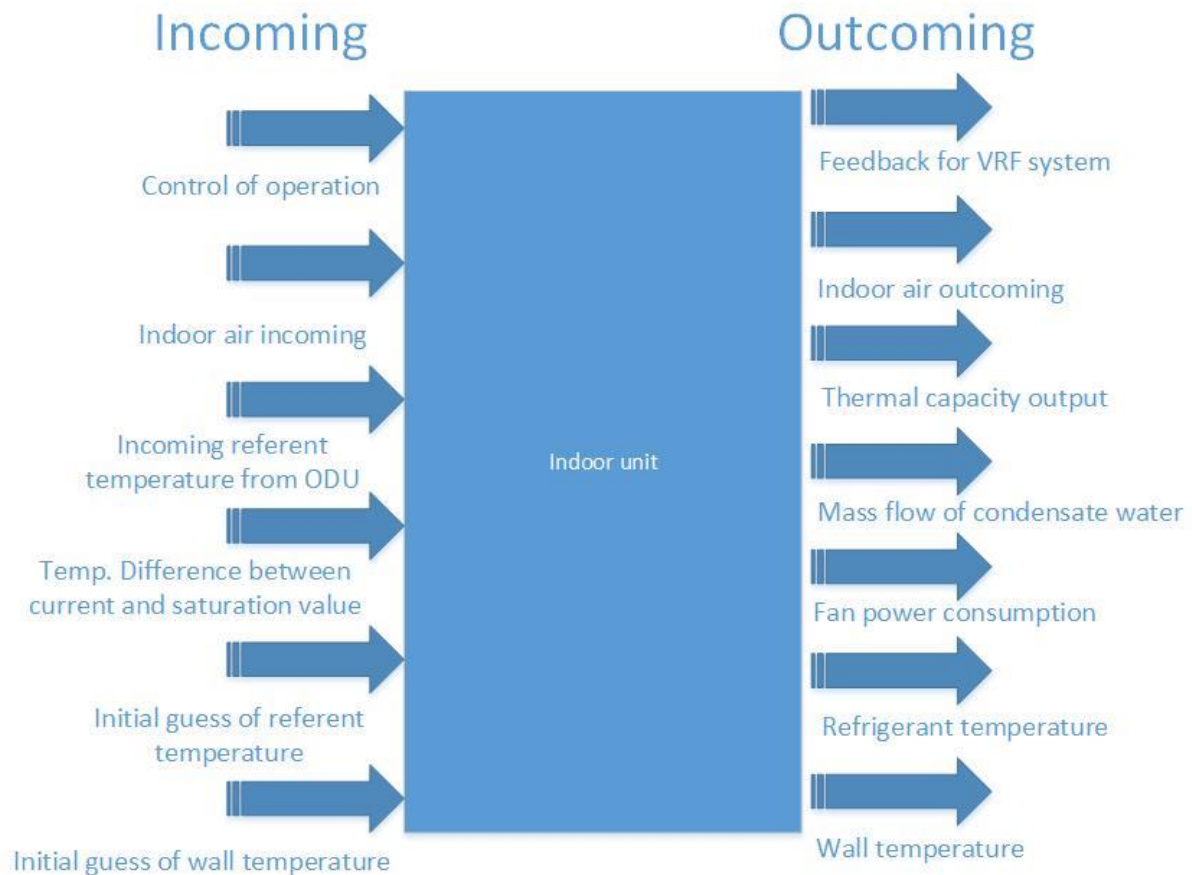 Incoming
Outcoming
Control of operation
Indoor air incoming
Incoming referent
temperature from ODU
Temp. Difference between
current and saturation value
Initial guess of referent
temperature
Initial guess of wall temperature
Indoor unit
Feedback for VRF system
Indoor air outcoming
Thermal capacity output
Mass flow of condensate water
Fan power consumption
Refrigerant temperature
Wall temperature